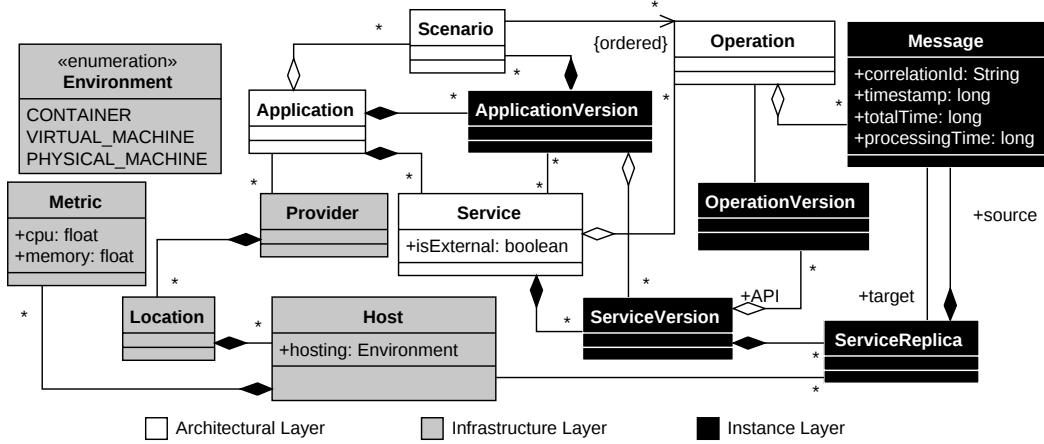 Scenario
*
*
{ordered}
Operation
Message
+correlationId: String
+timestamp: long
+totalTime: long
+processingTime: long
«enumeration»
Environment
CONTAINER
VIRTUAL_MACHINE
PHYSICAL_MACHINE
*
Application
*
ApplicationVersion
*
*
*
*
*
*
Metric
+cpu: float
+memory: float
Provider
Service
+isExternal: boolean
OperationVersion
+source
*
*
*
+API
+target
*
Location
*
Host
+hosting: Environment
*
ServiceVersion
*
ServiceReplica
*
Architectural Layer
Infrastructure Layer
Instance Layer